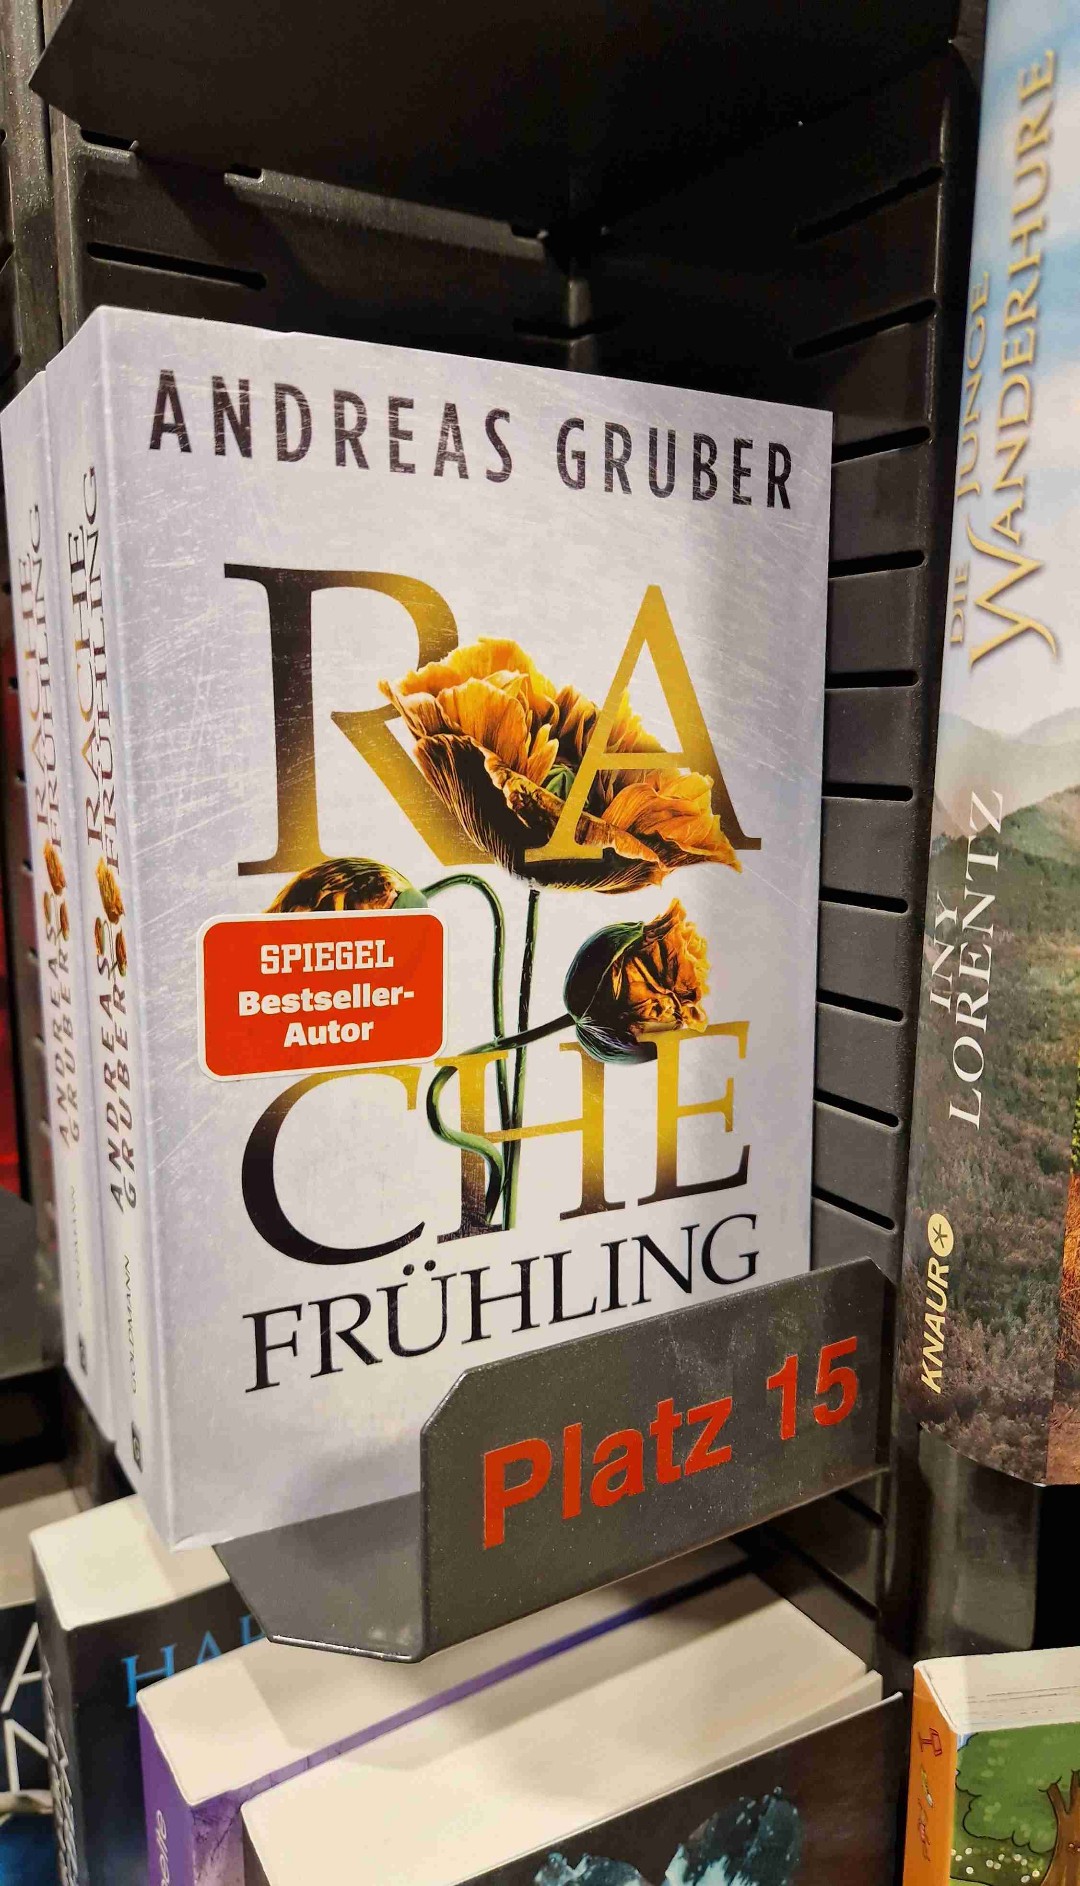 ANDREAS GRUBER
RA
CHE
FRÜHLING
SPIEGEL
Bestseller-
Autor
Platz 15
RACHE
FRÜHLING
ANDREAS
GRUBER
GOLDMANN
RACHE
FRÜHLING
ANDREAS
GRUBER
DIE JUNGE
WANDERHURE
INY
LORENTZ
KNAUR